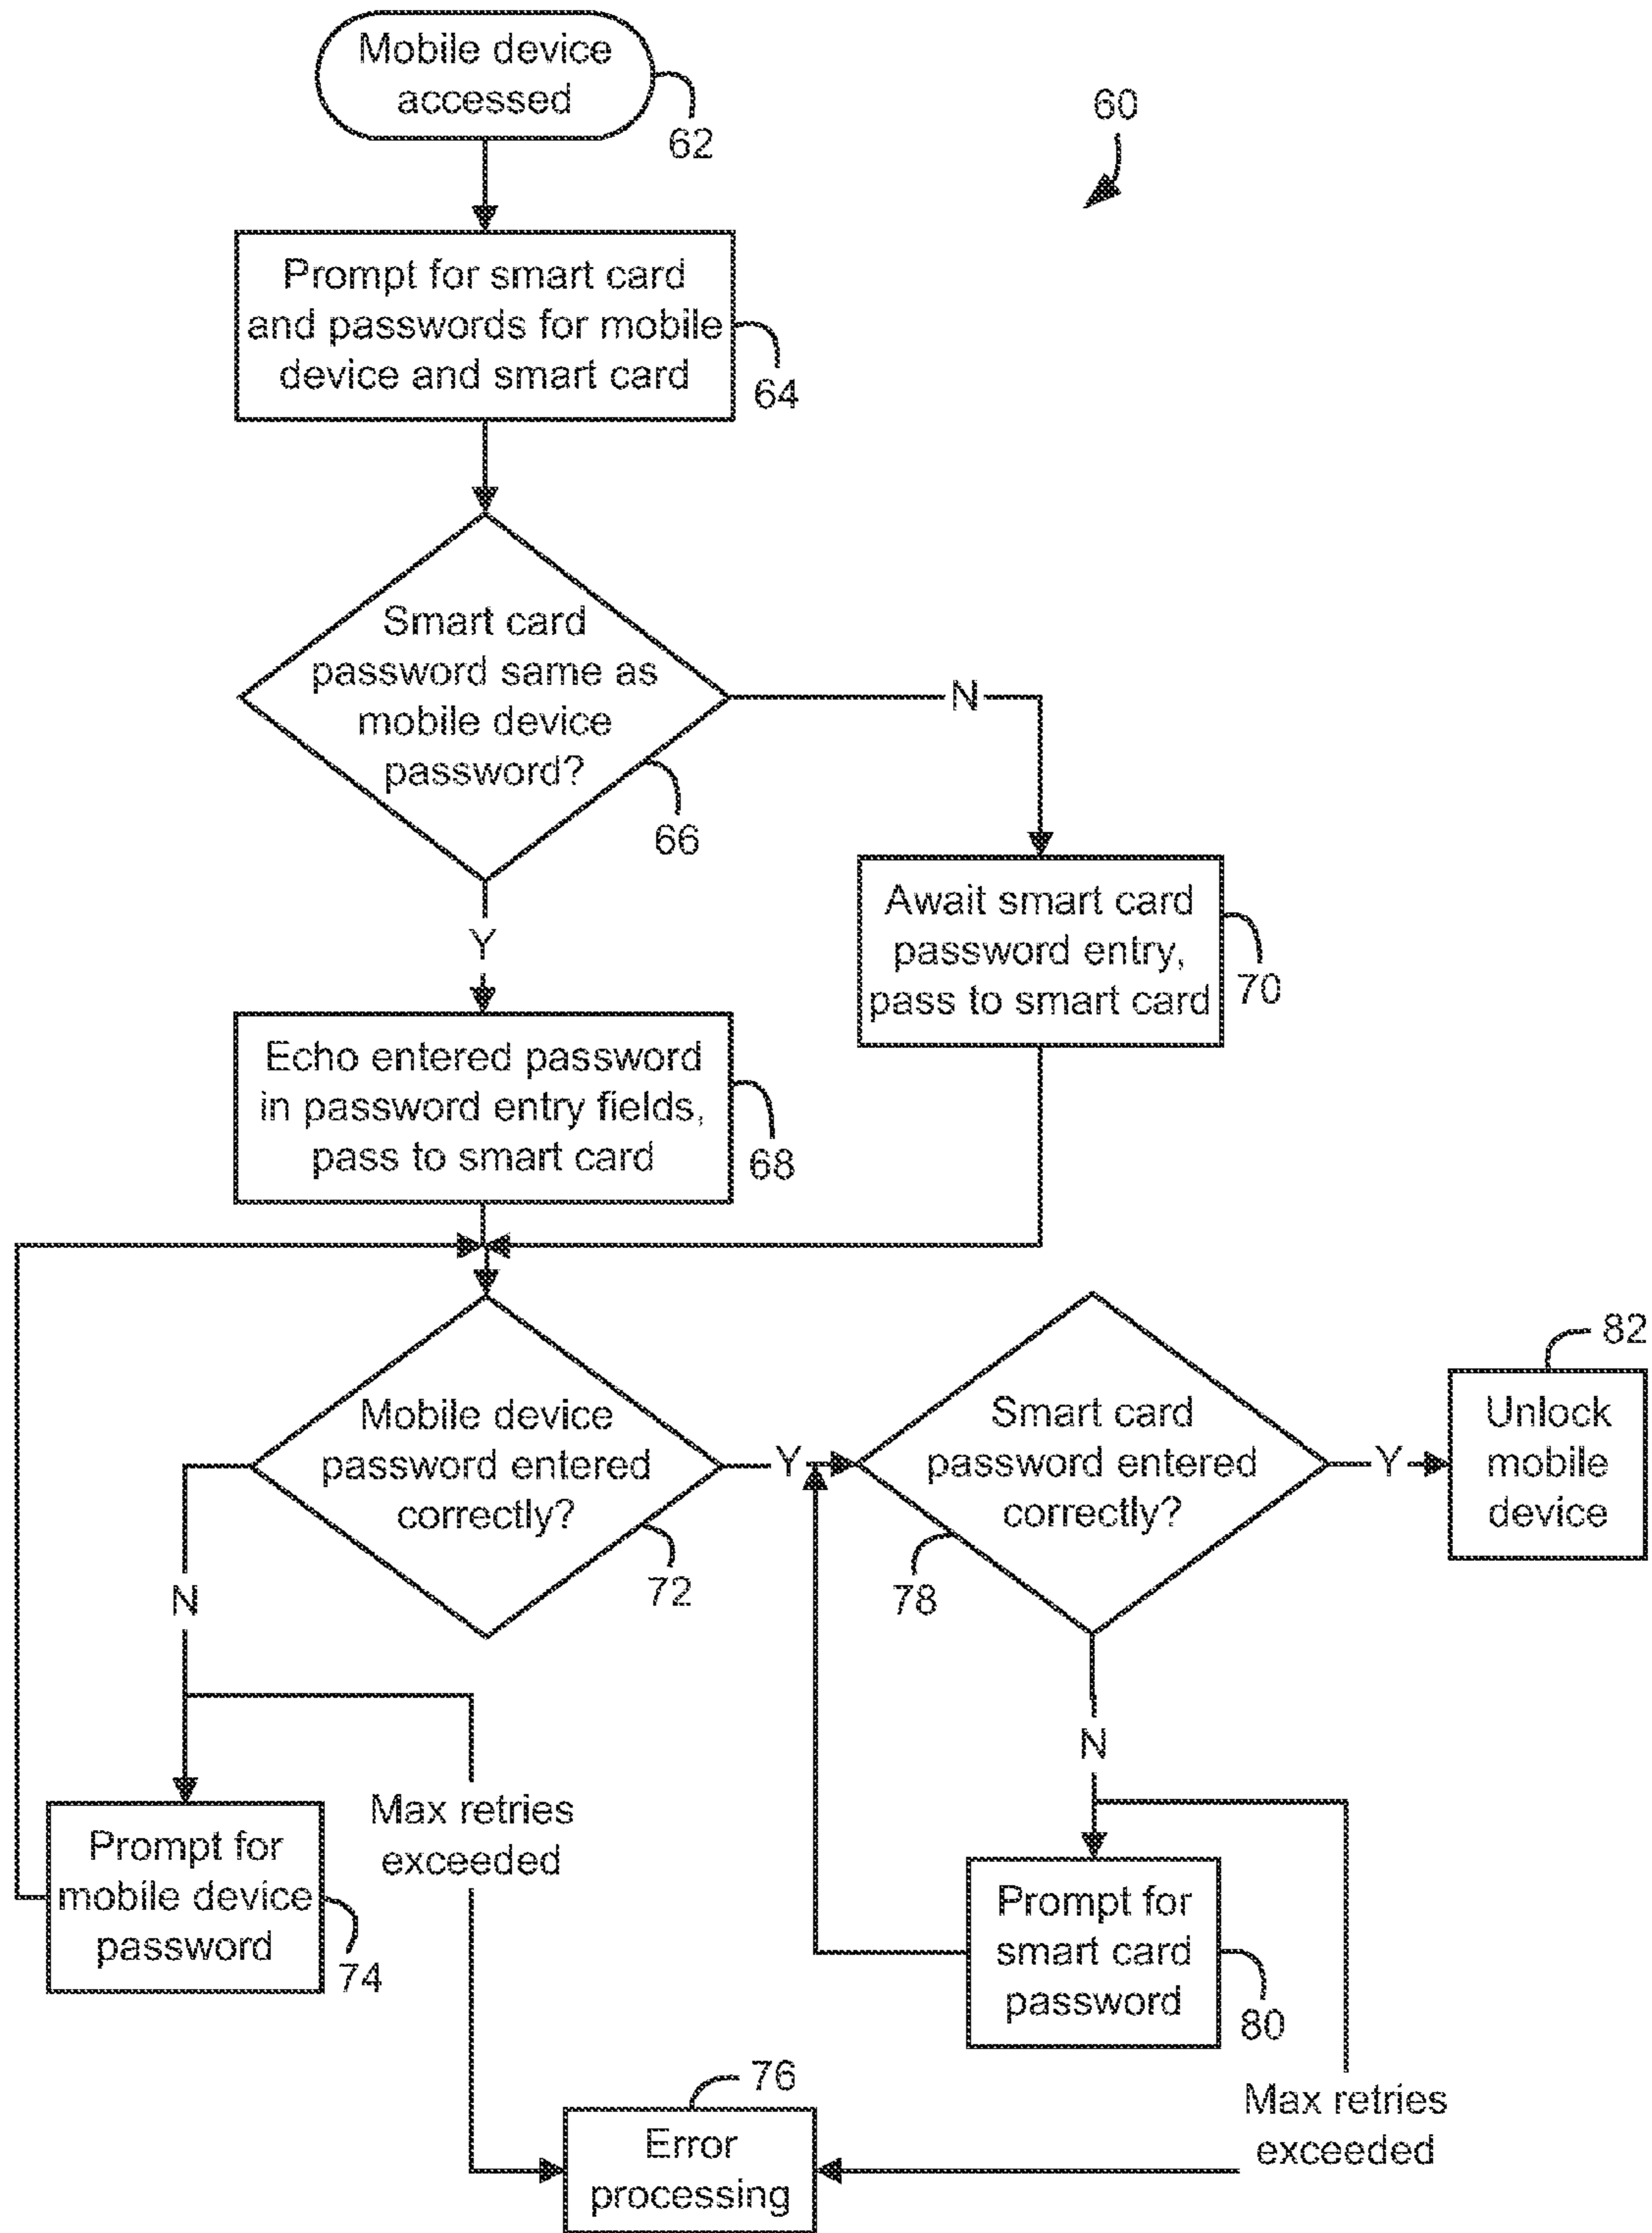 Mobile device
accessed
62
60
Prompt for smart card
and passwords for mobile
device and smart card
64
Smart card
password same as
mobile device
password?
66
N
Y
Await smart card
password entry,
pass to smart card
70
Echo entered password
in password entry fields,
pass to smart card
68
Mobile device
password entered
correctly?
72
Y
Smart card
password entered
correctly?
78
Y
82
Unlock
mobile
device
N
N
Prompt for
mobile device
password
74
Max retries
exceeded
Prompt for
smart card
password
80
Max retries
exceeded
76
Error
processing